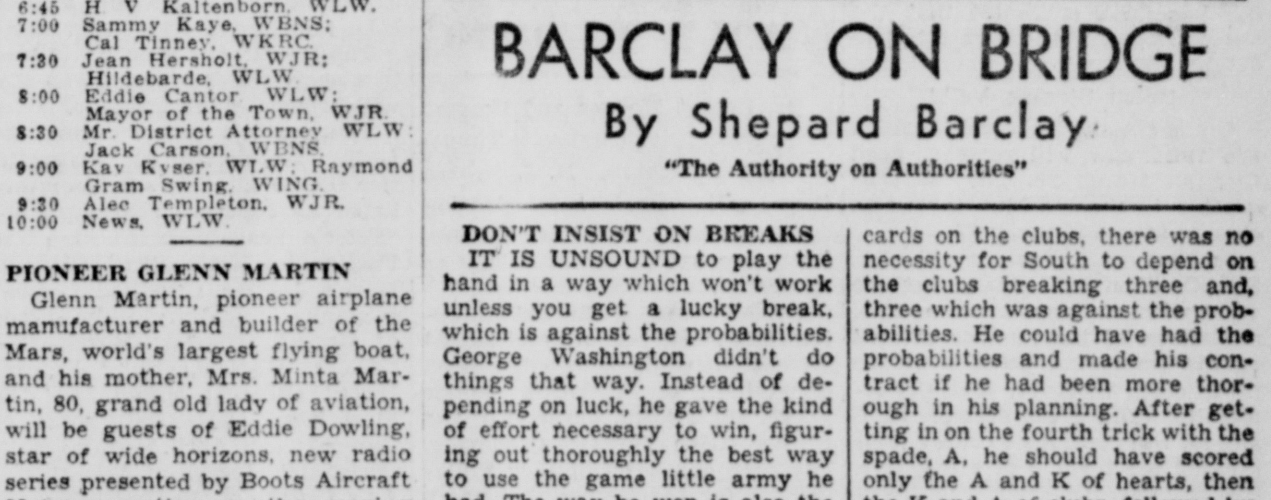 6:45 H V Kaltenborn, WLW.
7:00 Sammy Kaye, WBNS;
Cal Tinney, WKRC.
7:30 Jean Hersholt, WJR;
Hildebarde, WLW.
8:00 Eddie Cantor WLW;
Mayor of the Town, WJR.
8:30 Mr. District Attorney WLW;
Jack Carson, WBNS.
9:00 Kay Kyser, WLW; Raymond
Gram Swing, WING.
9:30 Alec Templeton, WJR.
10:00 News, WLW
PIONEER GLENN MARTIN
Glenn Martin, pioneer airplane
manufacturer and builder of the
Mars, world's largest flying boat,
and his mother, Mrs. Minta Mar-
tin, 80, grand old lady of aviation,
will be guests of Eddie Dowling,
star of wide horizons, new radio
series presented by Boots Aircraft
BARCLAY ON BRIDGE
By Shepard Barclay
"The Authority on Authorities"
DON'T INSIST ON BREAKS
IT IS UNSOUND to play the
hand in a way which won't work
unless you get a lucky break,
which is against the probabilities.
George Washington didn't do
things that way. Instead of de-
pending on luck, he gave the kind
of effort necessary to win, figur-
ing out thoroughly the best way
to use the game little army he
cards on the clubs, there was no
necessity for South to depend on
the clubs breaking three and,
three which was against the prob-
abilities. He could have had the
probabilities and made his con-
tract if he had been more thor-
ough in his planning. After get-
ting in on the fourth trick with the
spade, A, he should have scored
only the A and K of hearts, then